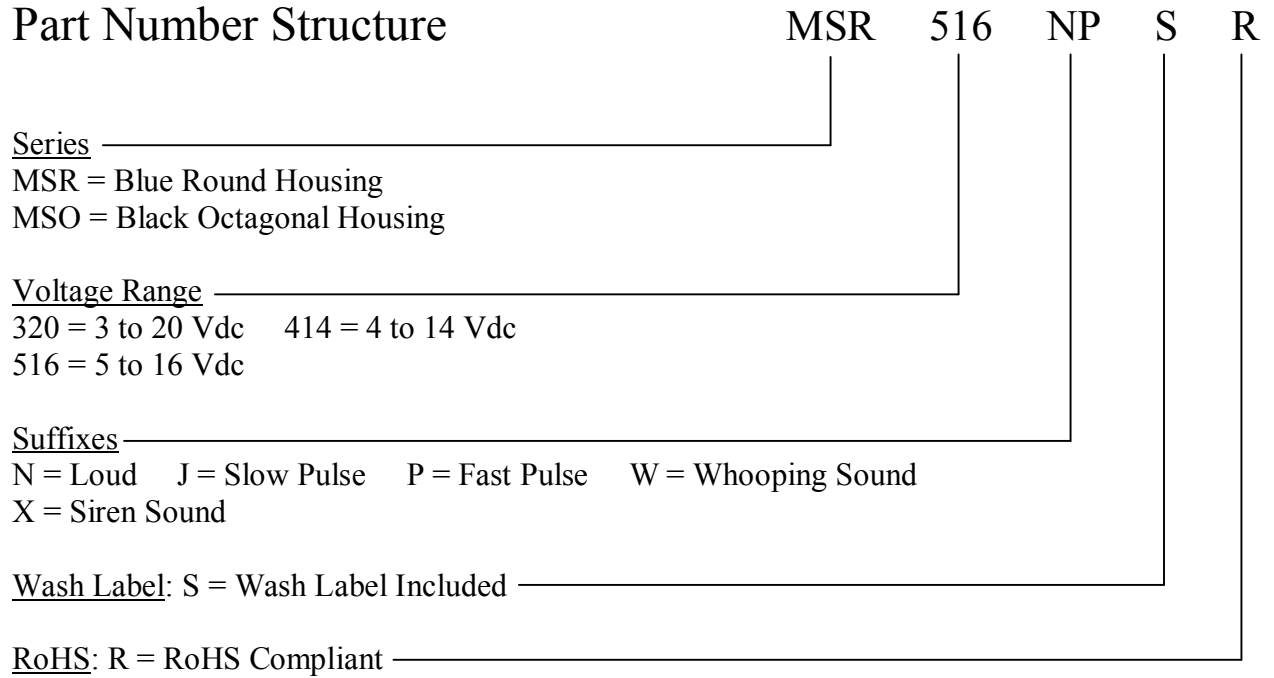 Part Number Structure MSR 516 NP S R
Series
MSR = Blue Round Housing
MSO = Black Octagonal Housing
Voltage Range
320 = 3 to 20 Vdc 414 = 4 to 14 Vdc
516 = 5 to 16 Vdc
Suffixes
N = Loud J = Slow Pulse P = Fast Pulse W = Whooping Sound
X = Siren Sound
Wash Label: S = Wash Label Included
RoHS: R = RoHS Compliant